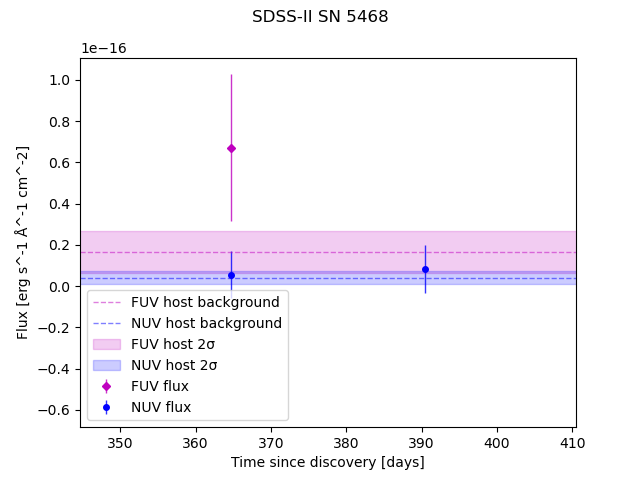 SDSS-II SN 5468
1e−16
1.0
0.8
0.6
0.4
0.2
0.0
−0.2
−0.4
−0.6
Flux [erg s^-1 Å^-1 cm^-2]
FUV host background
NUV host background
FUV host 2σ
NUV host 2σ
FUV flux
NUV flux
350 360 370 380 390 400 410
Time since discovery [days]